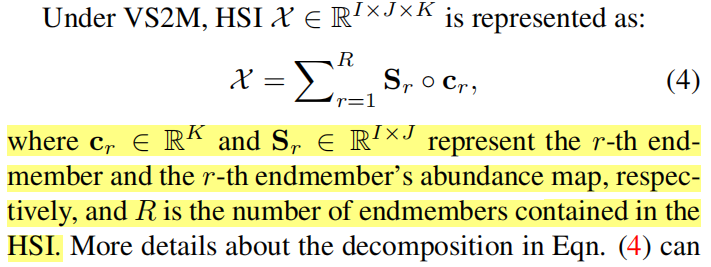 Under VS2M, HSI 𝒳 ∈ ℝ^{I×J×K} is represented as:
𝒳 = ∑_{r=1}^{R} 𝐒_r ∘ 𝐜_r, (4)
where 𝐜_r ∈ ℝ^K and 𝐒_r ∈ ℝ^{I×J} represent the r-th end-
member and the r-th endmember's abundance map, respec-
tively, and R is the number of endmembers contained in the
HSI. More details about the decomposition in Eqn. (4) can